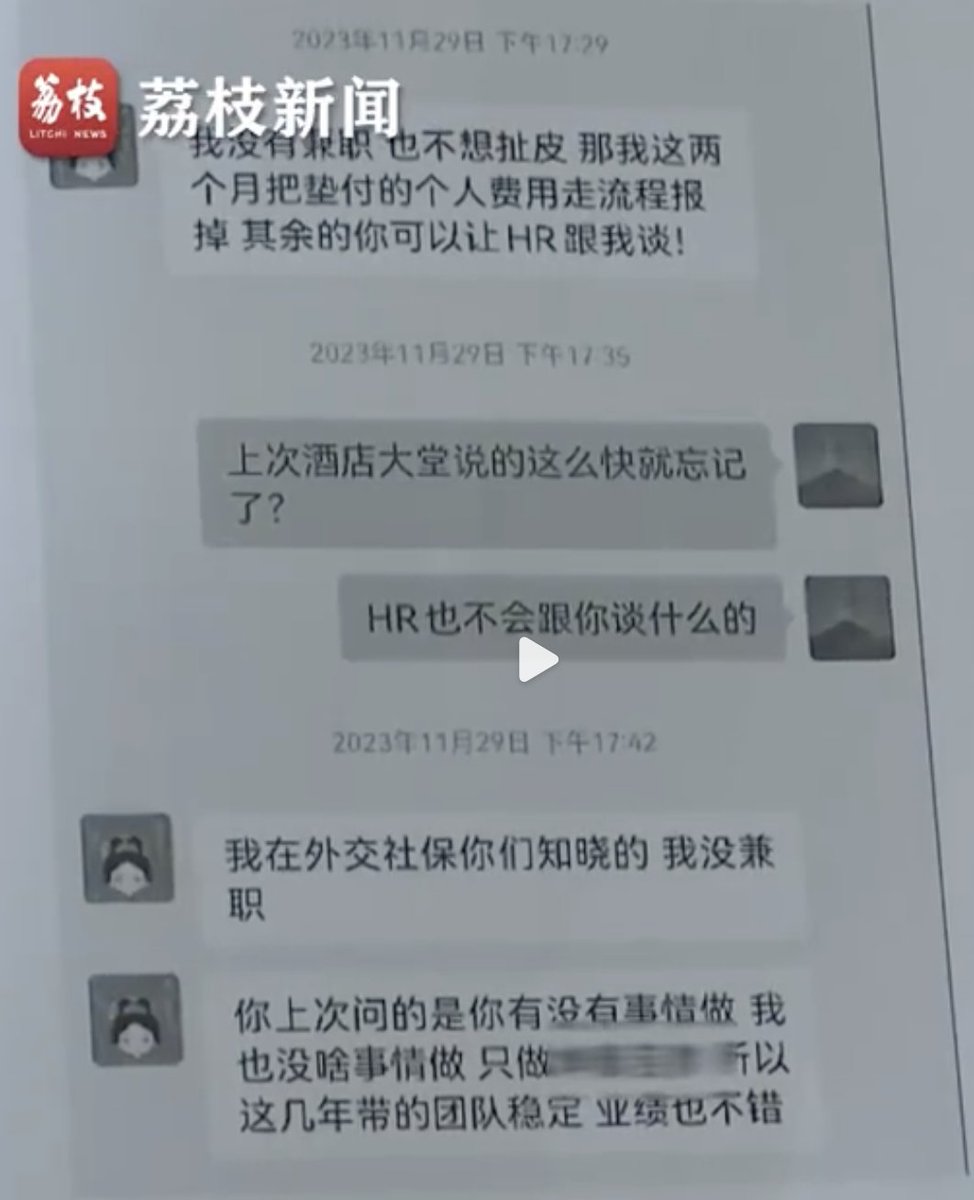 2023年11月29日 下午17:29
荔枝
LITCHI NEWS
荔枝新闻
我没有兼职 也不想扯皮 那我这两
个月把垫付的个人费用走流程报
掉 其余的你可以让HR跟我谈!
2023年11月29日 下午17:35
上次酒店大堂说的这么快就忘记
了?
HR也不会跟你谈什么的
2023年11月29日 下午17:42
我在外交社保你们知晓的 我没兼
职
你上次问的是你有没有事情做 我
也没啥事情做 只做 所以
这几年带的团队稳定 业绩也不错